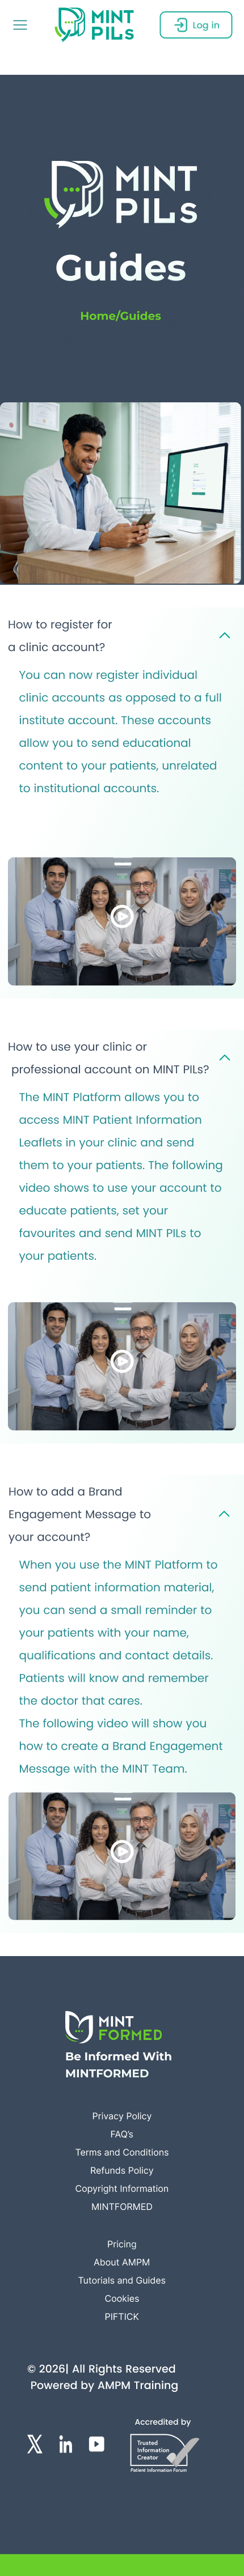 MINT
PILS
Log in
MINT
PILS
Guides
Home/Guides
How to register for
a clinic account?
You can now register individual
clinic accounts as opposed to a full
institute account. These accounts
allow you to send educational
content to your patients, unrelated
to institutional accounts.
How to use your clinic or
professional account on MINT PILs?
The MINT Platform allows you to
access MINT Patient Information
Leaflets in your clinic and send
them to your patients. The following
video shows to use your account to
educate patients, set your
favourites and send MINT PILs to
your patients.
How to add a Brand
Engagement Message to
your account?
When you use the MINT Platform to
send patient information material,
you can send a small reminder to
your patients with your name,
qualifications and contact details.
Patients will know and remember
the doctor that cares.
The following video will show you
how to create a Brand Engagement
Message with the MINT Team.
MINT
FORMED
Be Informed With
MINTFORMED
Privacy Policy
FAQ's
Terms and Conditions
Refunds Policy
Copyright Information
MINTFORMED
Pricing
About AMPM
Tutorials and Guides
Cookies
PIFTICK
© 2026| All Rights Reserved
Powered by AMPM Training
Accredited by
Trusted
Information
Creator
Patient Information Forum